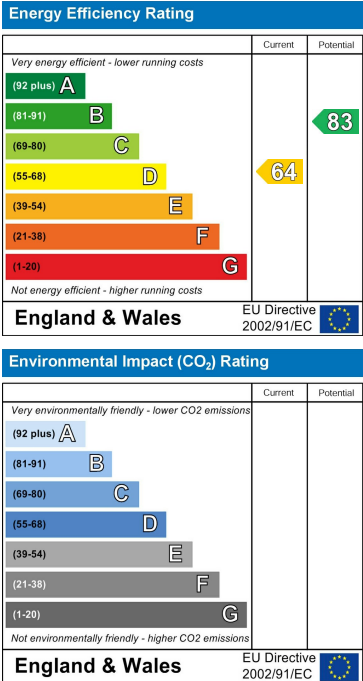 Energy Efficiency Rating
Current Potential
Very energy efficient - lower running costs
(92 plus) A
(81-91) B
83
(69-80) C
(55-68) D
64
(39-54) E
(21-38) F
(1-20) G
Not energy efficient - higher running costs
England & Wales
EU Directive
2002/91/EC
Environmental Impact (CO₂) Rating
Current Potential
Very environmentally friendly - lower CO2 emissions
(92 plus) A
(81-91) B
(69-80) C
(55-68) D
(39-54) E
(21-38) F
(1-20) G
Not environmentally friendly - higher CO2 emissions
England & Wales
EU Directive
2002/91/EC